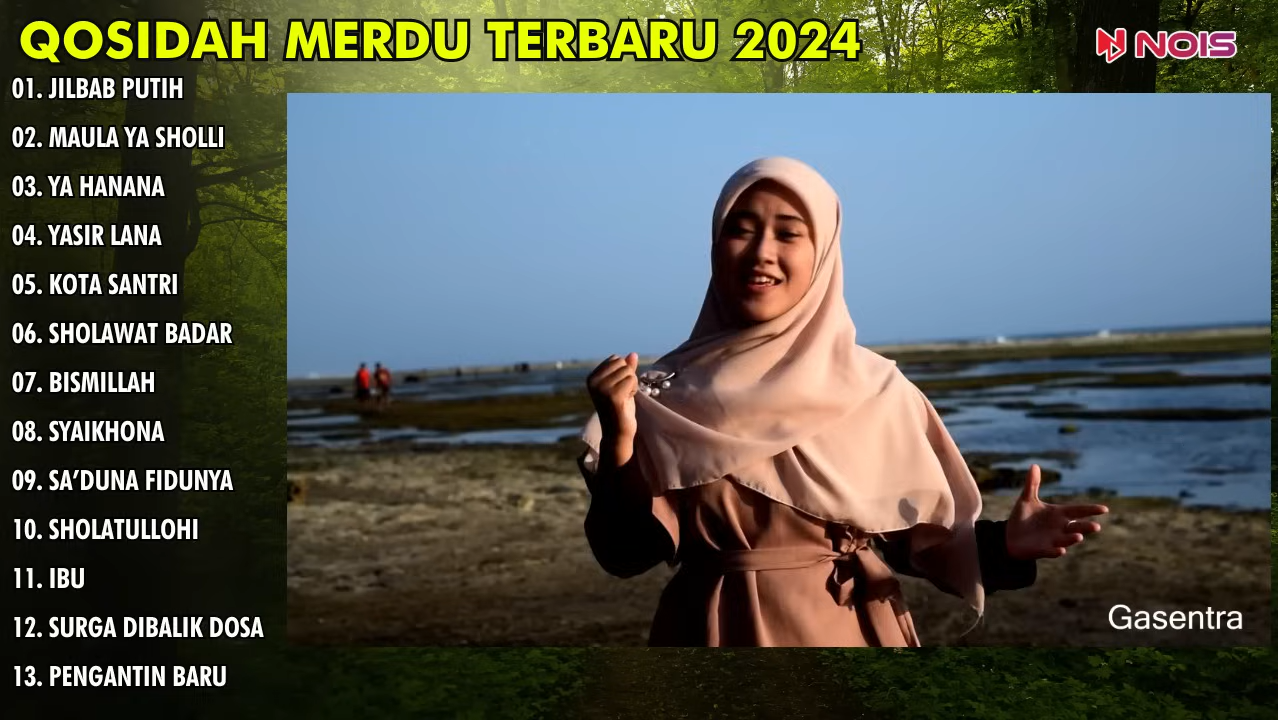 QOSIDAH MERDU TERBARU 2024
NOIS
01. JILBAB PUTIH
02. MAULA YA SHOLLI
03. YA HANANA
04. YASIR LANA
05. KOTA SANTRI
06. SHOLAWAT BADAR
07. BISMILLAH
08. SYAIKHONA
09. SA’DUNA FIDUNYA
10. SHOLATULLOHI
11. IBU
12. SURGA DIBALIK DOSA
13. PENGANTIN BARU
Gasentra